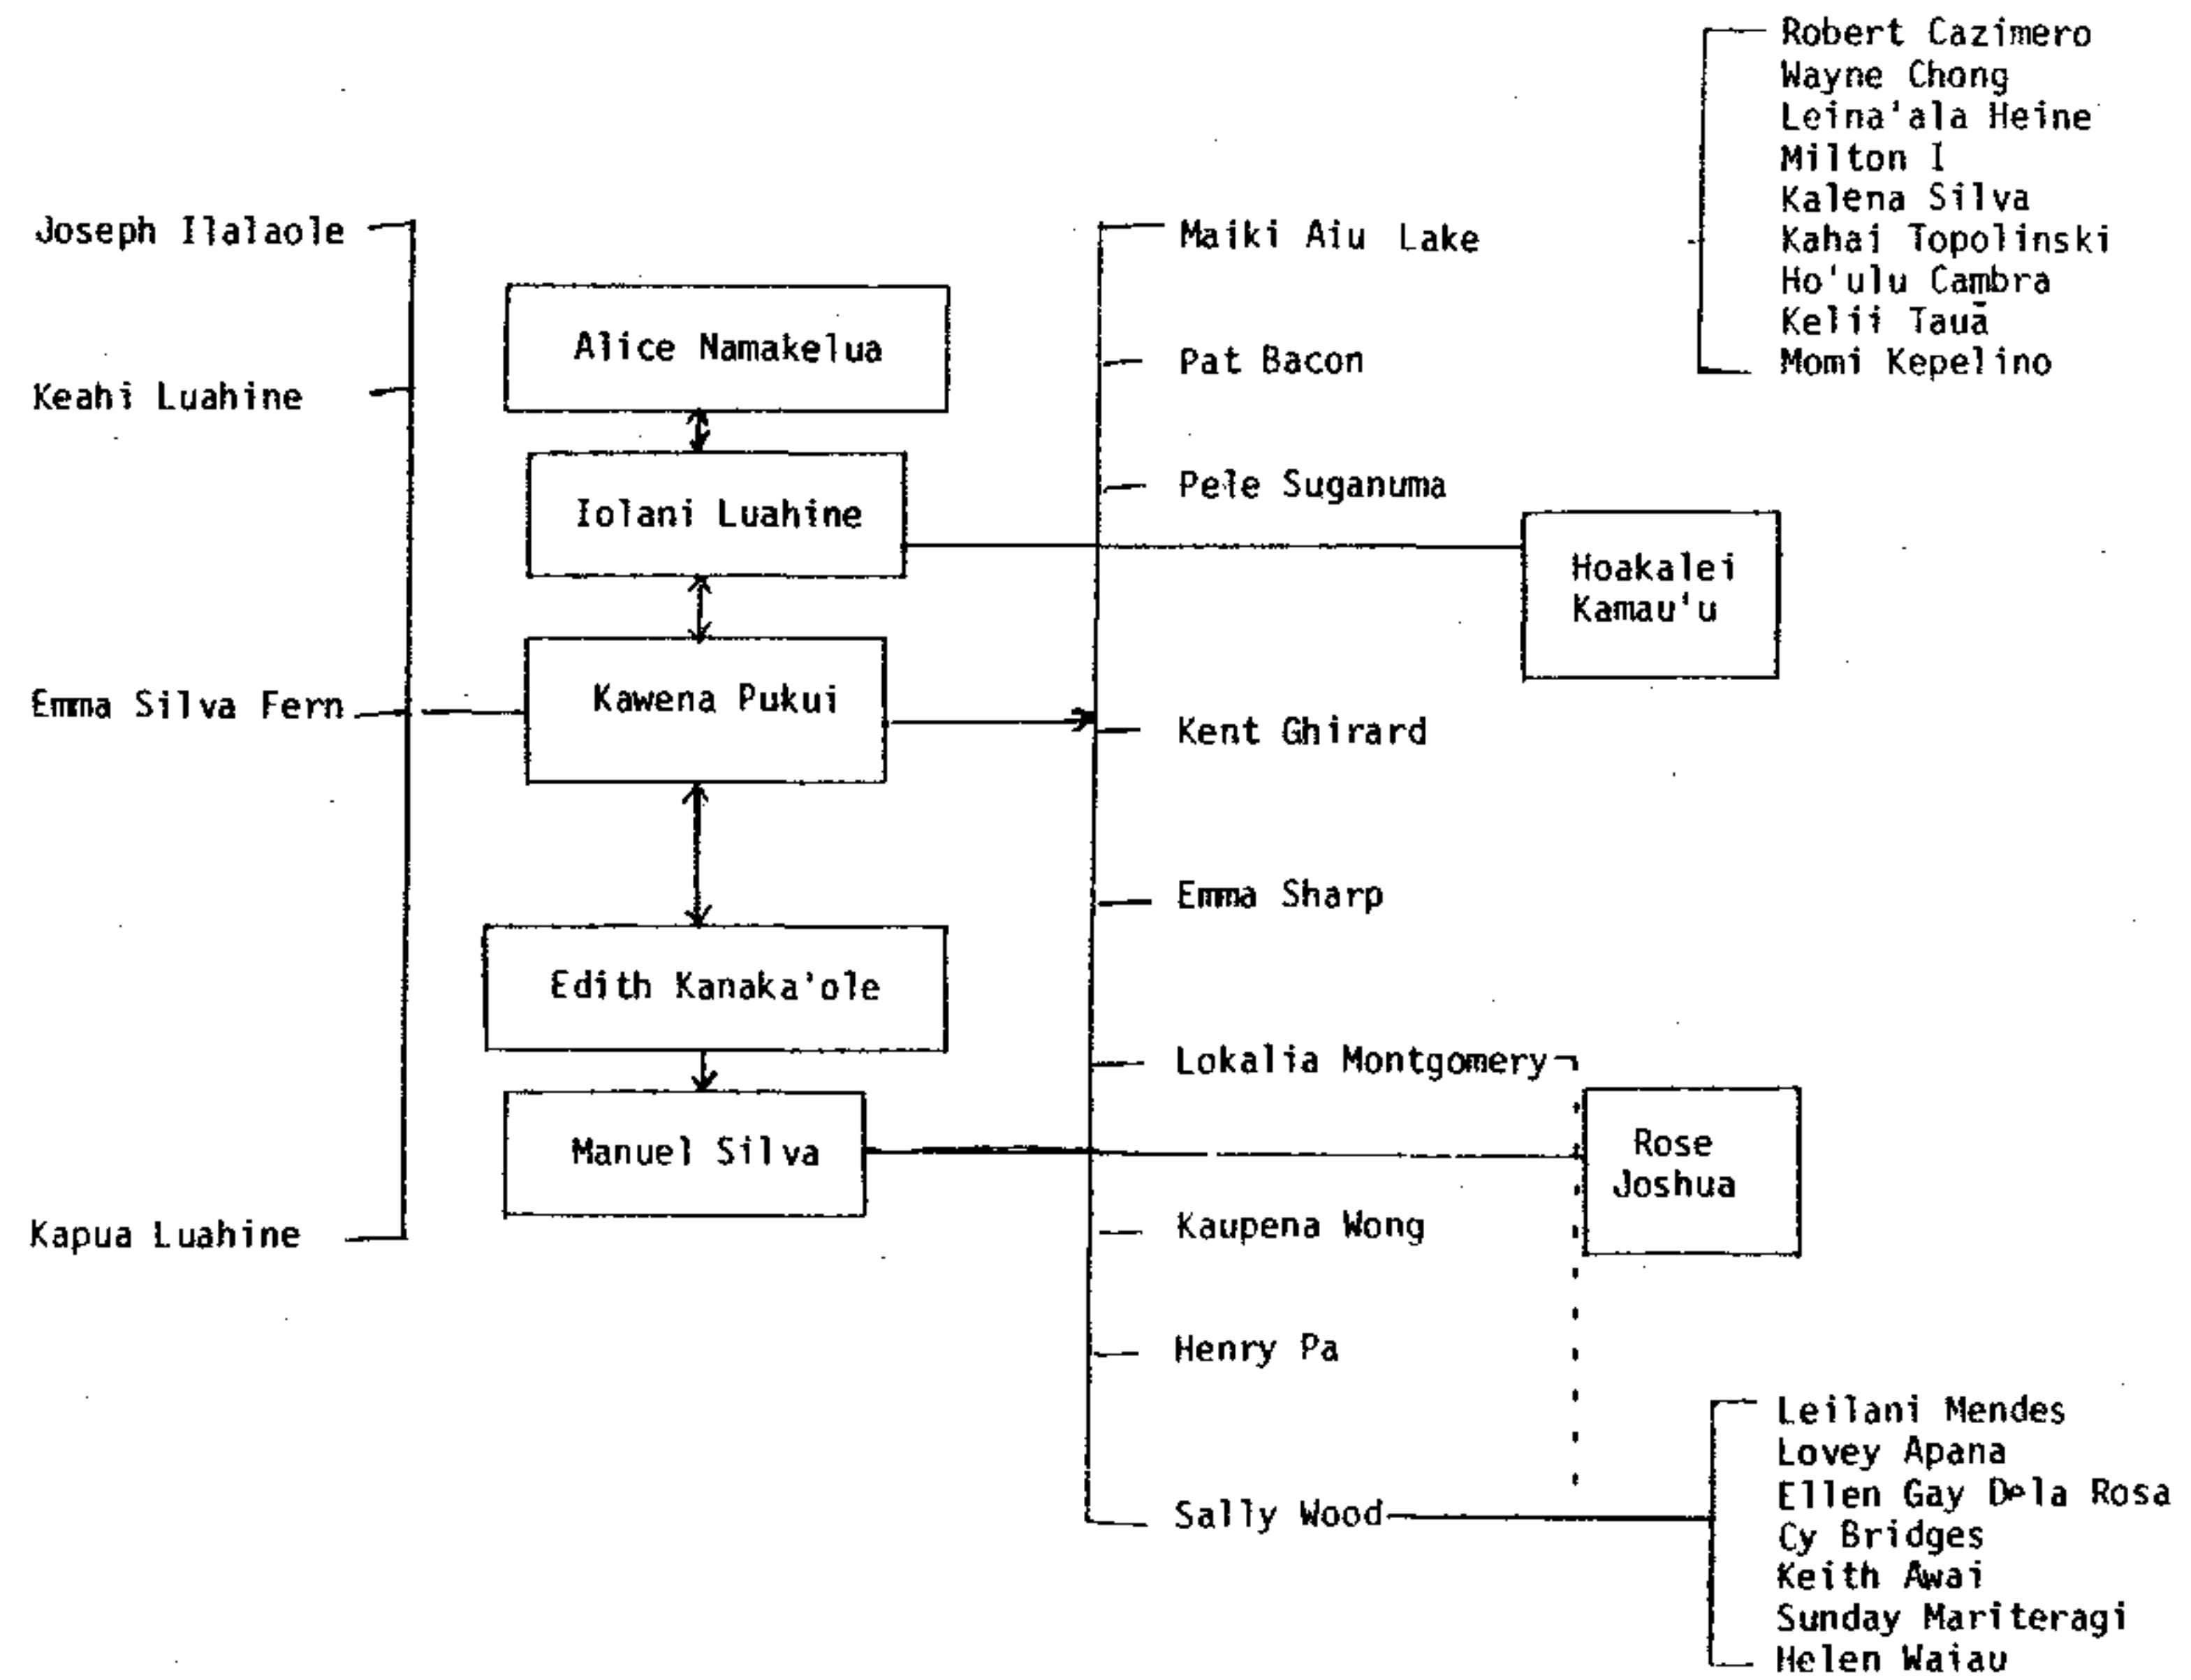 Joseph Ilalaole
Keahi Luahine
Emma Silva Fern
Kapua Luahine
Alice Namakelua
Iolani Luahine
Kawena Pukui
Edith Kanaka'ole
Manuel Silva
Maiki Aiu Lake
Pat Bacon
Pele Suganuma
Kent Ghirard
Emma Sharp
Lokalia Montgomery
Kaupena Wong
Henry Pa
Sally Wood
Robert Cazimero
Wayne Chong
Leina'ala Heine
Milton I
Kalena Silva
Kahai Topolinski
Ho'ulu Cambra
Kelii Tauā
Momi Kepelino
Hoakalei
Kamau'u
Rose
Joshua
Leilani Mendes
Lovey Apana
Ellen Gay Dela Rosa
Cy Bridges
Keith Awai
Sunday Mariteragi
Helen Waiau